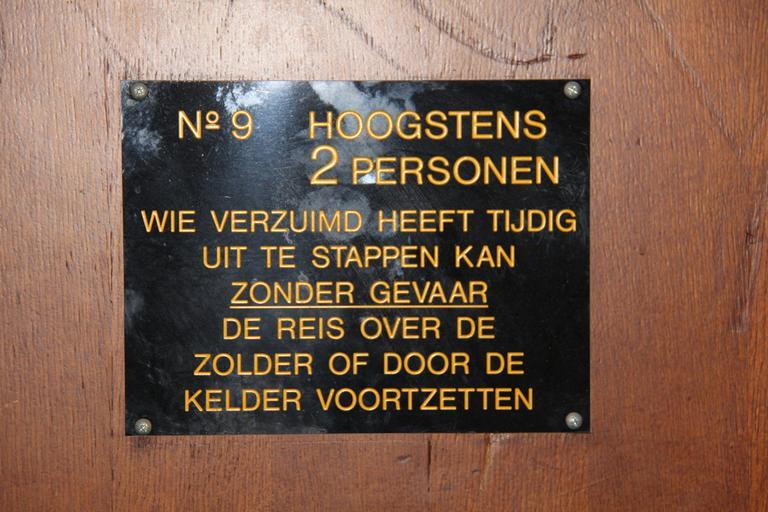 Nº 9 HOOGSTENS
2 PERSONEN
WIE VERZUIMD HEEFT TIJDIG
UIT TE STAPPEN KAN
ZONDER GEVAAR
DE REIS OVER DE
ZOLDER OF DOOR DE
KELDER VOORTZETTEN